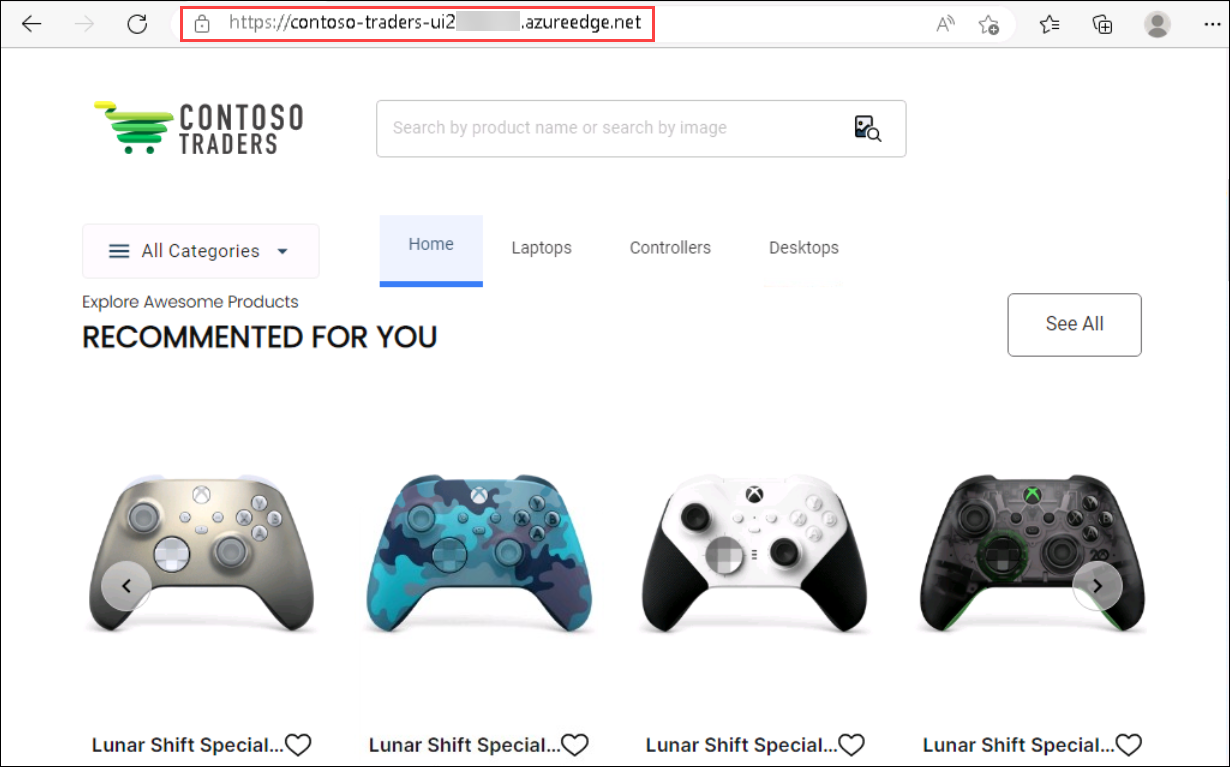 https://contoso-traders-ui2 .azureedge.net
CONTOSO
TRADERS
Search by product name or search by image
All Categories
Home
Laptops
Controllers
Desktops
Explore Awesome Products
RECOMMENTED FOR YOU
See All
Lunar Shift Special...
Lunar Shift Special...
Lunar Shift Special...
Lunar Shift Special...